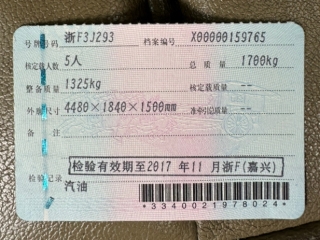 号牌号码 浙F3J293 档案编号 X00000159765
核定载人数 5人 总质量 1700kg
整备质量 1325kg 核定载质量 --
外廓尺寸 4480×1840×1500mm 准牵引总质量 --
备注
检验有效期至2017 年 11 月浙F(嘉兴)
检验记录
汽油
*3340021978024*